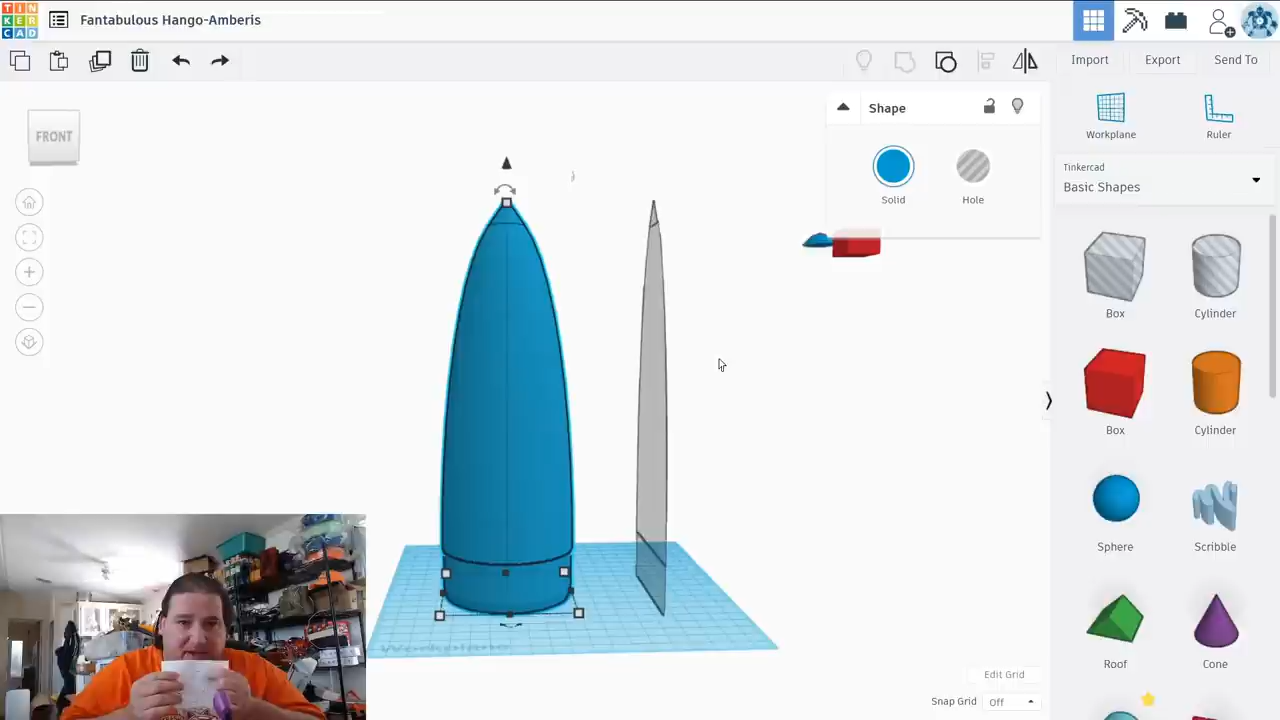 TIN
KER
CAD
Fantabulous Hango-Amberis
Import
Export
Send To
FRONT
Shape
Solid
Hole
Workplane
Ruler
Tinkercad
Basic Shapes
Box
Cylinder
Box
Cylinder
Sphere
Scribble
Roof
Cone
Edit Grid
Snap Grid
Off